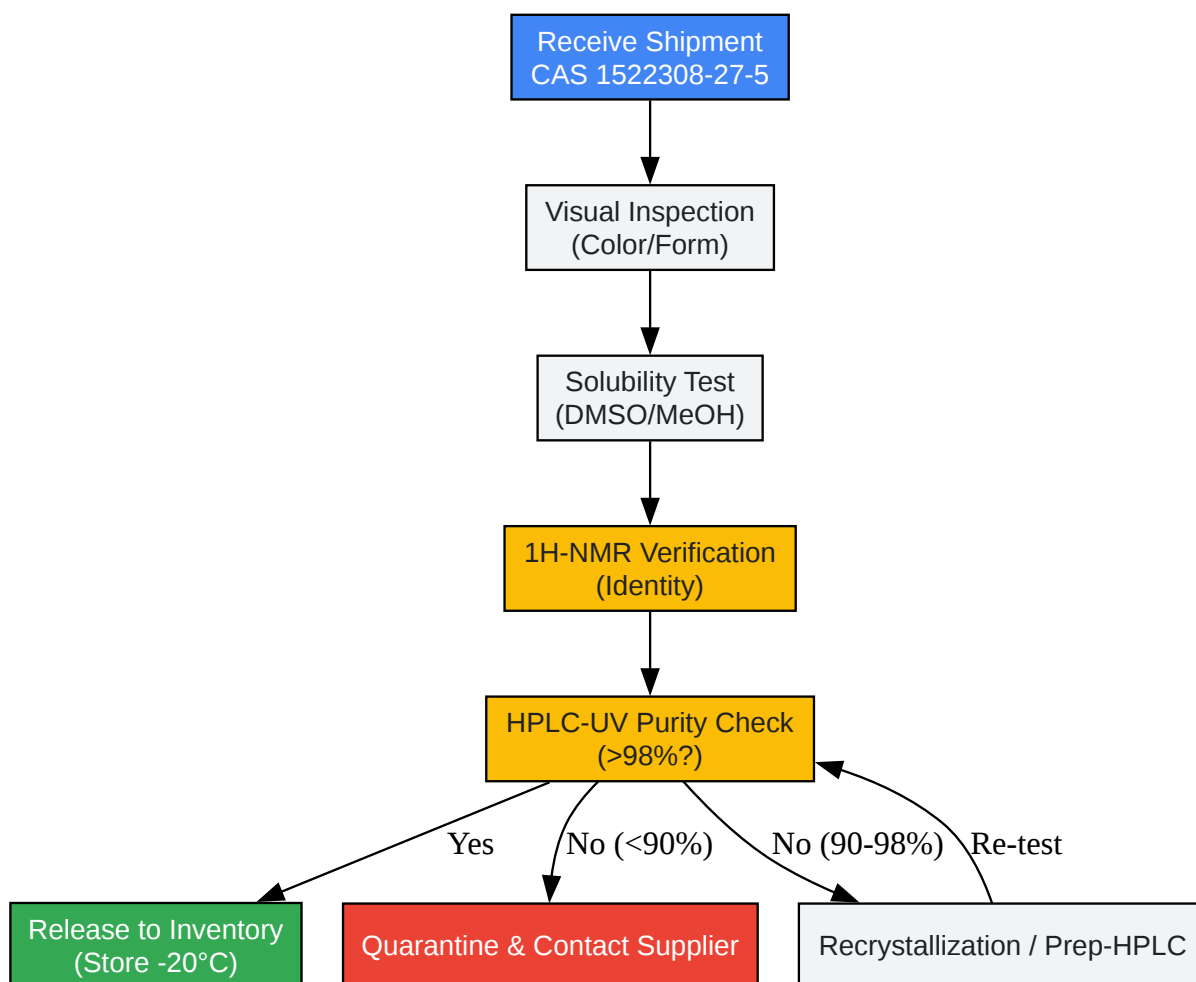 Receive Shipment
CAS 1522308-27-5
Visual Inspection
(Color/Form)
Solubility Test
(DMSO/MeOH)
1H-NMR Verification
(Identity)
HPLC-UV Purity Check
(>98%?)
Yes
No (<90%)
No (90-98%)
Re-test
Release to Inventory
(Store -20°C)
Quarantine & Contact Supplier
Recrystallization / Prep-HPLC